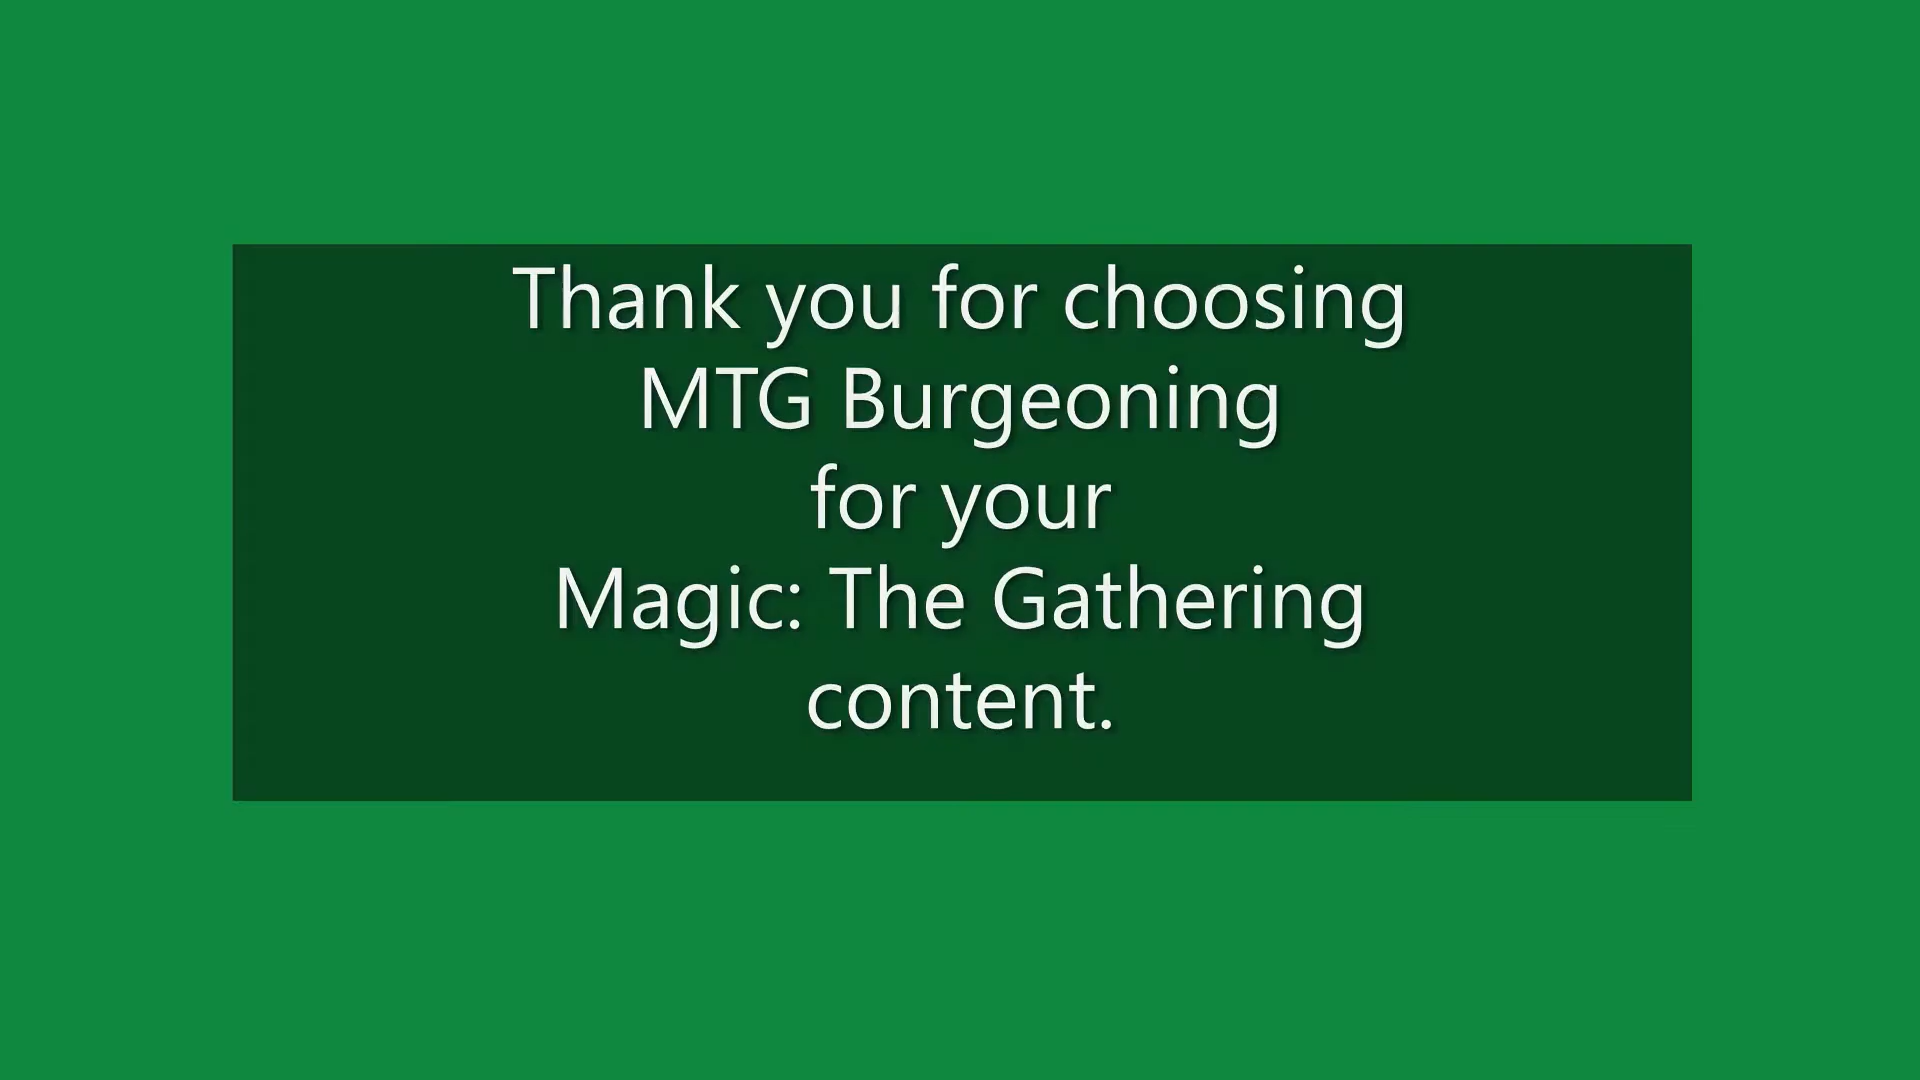 Thank you for choosing
MTG Burgeoning
for your
Magic: The Gathering
content.